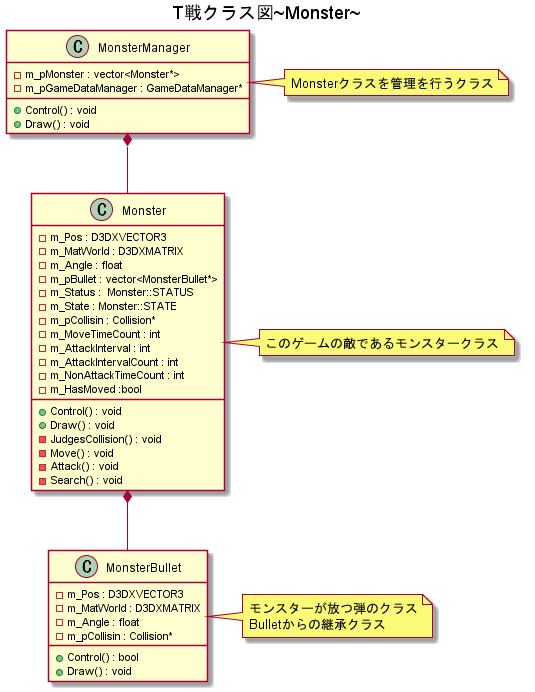 T戦クラス図~Monster~
C MonsterManager
m_pMonster : vector<Monster*>
m_pGameDataManager : GameDataManager*
Control() : void
Draw() : void
Monsterクラスを管理を行うクラス
C Monster
m_Pos : D3DXVECTOR3
m_MatWorld : D3DXMATRIX
m_Angle : float
m_pBullet : vector<MonsterBullet*>
m_Status :  Monster::STATUS
m_State : Monster::STATE
m_pCollisin : Collision*
m_MoveTimeCount : int
m_AttackInterval : int
m_AttackIntervalCount : int
m_NonAttackTimeCount : int
m_HasMoved :bool
Control() : void
Draw() : void
JudgesCollision() : void
Move() : void
Attack() : void
Search() : void
このゲームの敵であるモンスタークラス
C MonsterBullet
m_Pos : D3DXVECTOR3
m_MatWorld : D3DXMATRIX
m_Angle : float
m_pCollisin : Collision*
Control() : bool
Draw() : void
モンスターが放つ弾のクラス
Bulletからの継承クラス